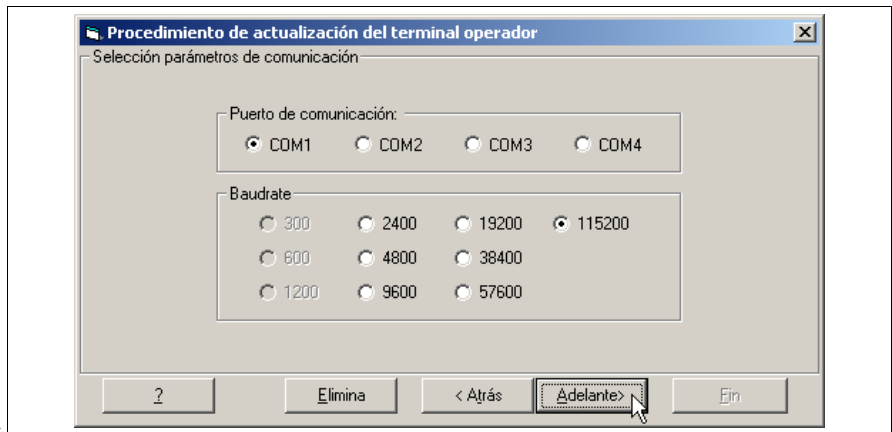 Procedimiento de actualización del terminal operador
Selección parámetros de comunicación
Puerto de comunicación:
COM1 COM2 COM3 COM4
Baudrate
300 2400 19200 115200
600 4800 38400
1200 9600 57600
? Elimina < Atrás Adelante> Fin